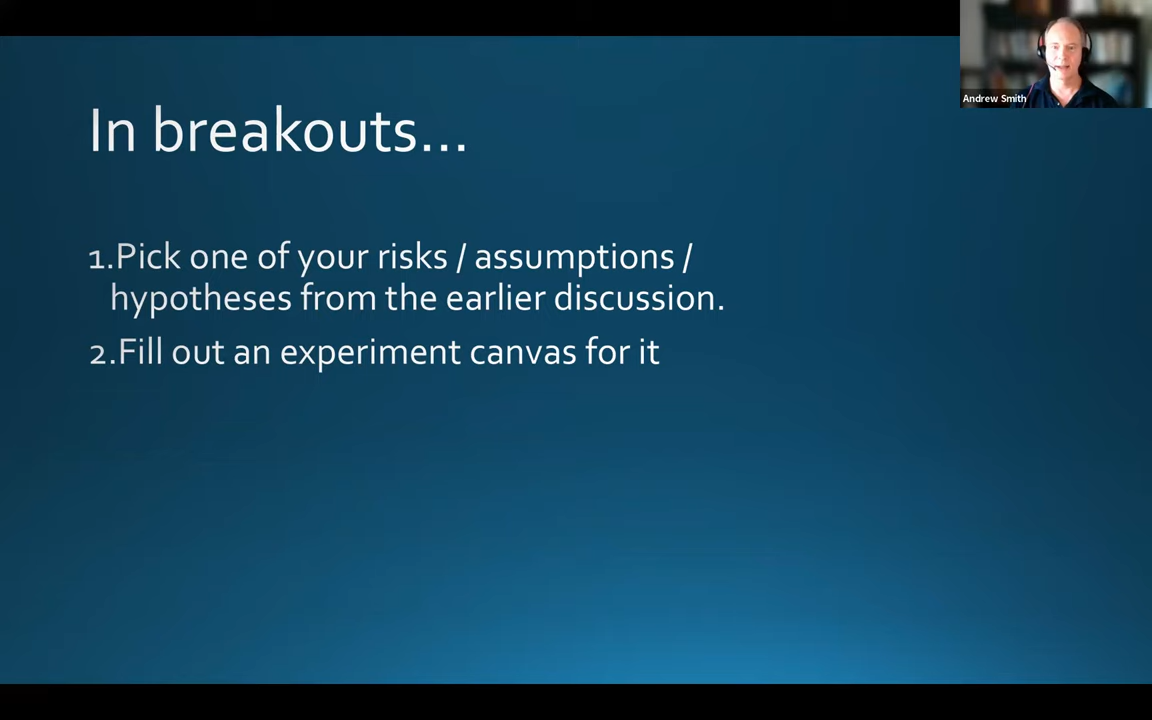 Andrew Smith
In breakouts...
1.Pick one of your risks / assumptions /
hypotheses from the earlier discussion.
2.Fill out an experiment canvas for it